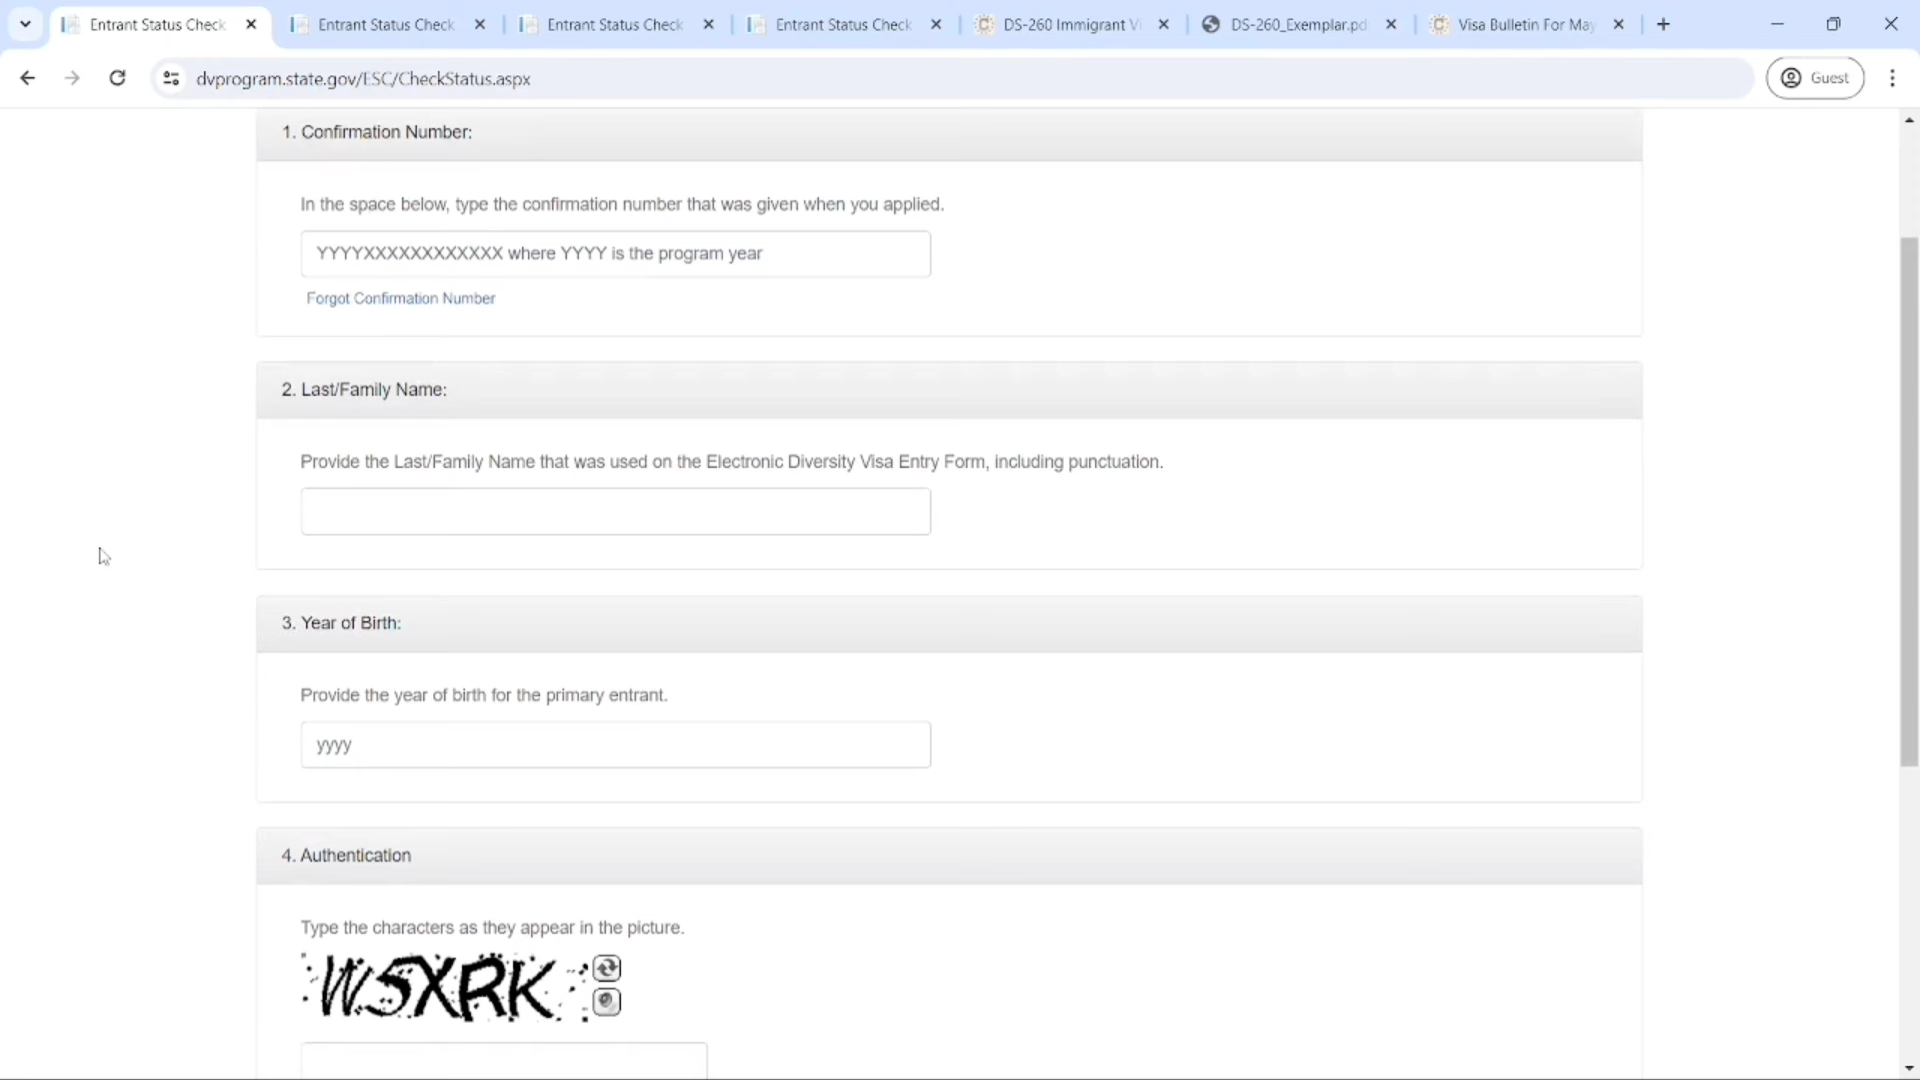 Entrant Status Check
Entrant Status Check
Entrant Status Check
Entrant Status Check
DS-260 Immigrant Vi
DS-260_Exemplar.pd
Visa Bulletin For May
dvprogram.state.gov/ESC/CheckStatus.aspx
Guest
1. Confirmation Number:
In the space below, type the confirmation number that was given when you applied.
YYYYXXXXXXXXXXXX where YYYY is the program year
Forgot Confirmation Number
2. Last/Family Name:
Provide the Last/Family Name that was used on the Electronic Diversity Visa Entry Form, including punctuation.
3. Year of Birth:
Provide the year of birth for the primary entrant.
yyyy
4. Authentication
Type the characters as they appear in the picture.
W5XRK